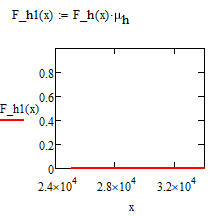 F_h1(x) := F_h(x)·μ_h
0.8
0.6
F_h1(x) 0.4
0.2
0
2.4×10⁴ 2.8×10⁴ 3.2×10⁴
x